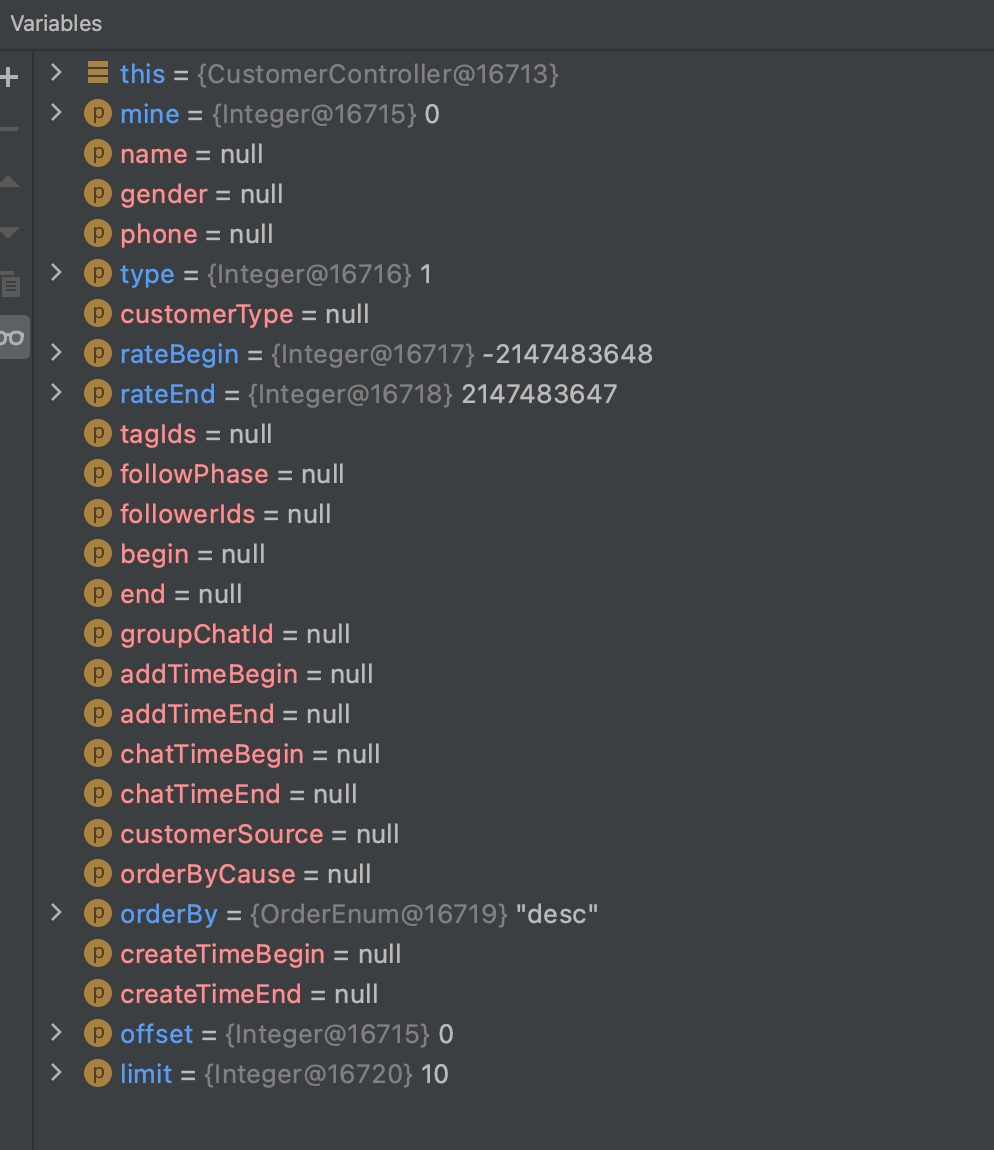 Variables
this = {CustomerController@16713}
p mine = {Integer@16715} 0
p name = null
p gender = null
p phone = null
p type = {Integer@16716} 1
p customerType = null
p rateBegin = {Integer@16717} -2147483648
p rateEnd = {Integer@16718} 2147483647
p tagIds = null
p followPhase = null
p followerIds = null
p begin = null
p end = null
p groupChatId = null
p addTimeBegin = null
p addTimeEnd = null
p chatTimeBegin = null
p chatTimeEnd = null
p customerSource = null
p orderByCause = null
p orderBy = {OrderEnum@16719} "desc"
p createTimeBegin = null
p createTimeEnd = null
p offset = {Integer@16715} 0
p limit = {Integer@16720} 10